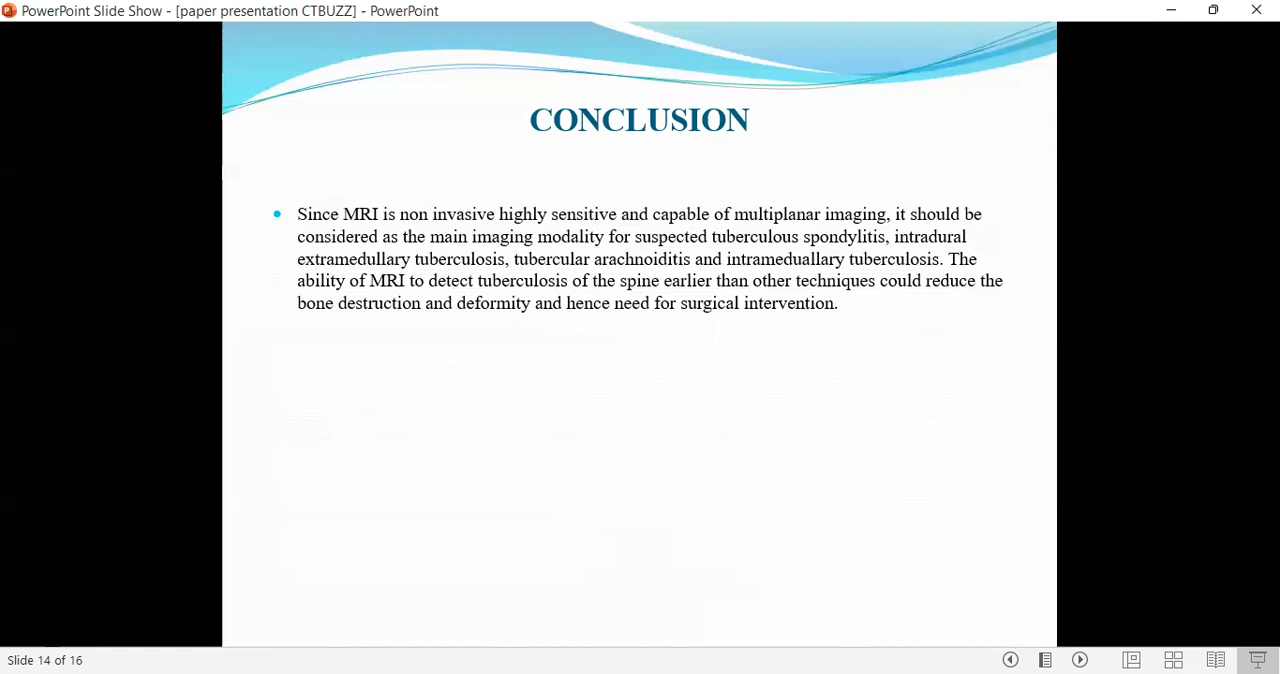 PowerPoint Slide Show - [paper presentation CTBUZZ] - PowerPoint
CONCLUSION
• Since MRI is non invasive highly sensitive and capable of multiplanar imaging, it should be
considered as the main imaging modality for suspected tuberculous spondylitis, intradural
extramedullary tuberculosis, tubercular arachnoiditis and intrameduallary tuberculosis. The
ability of MRI to detect tuberculosis of the spine earlier than other techniques could reduce the
bone destruction and deformity and hence need for surgical intervention.
Slide 14 of 16